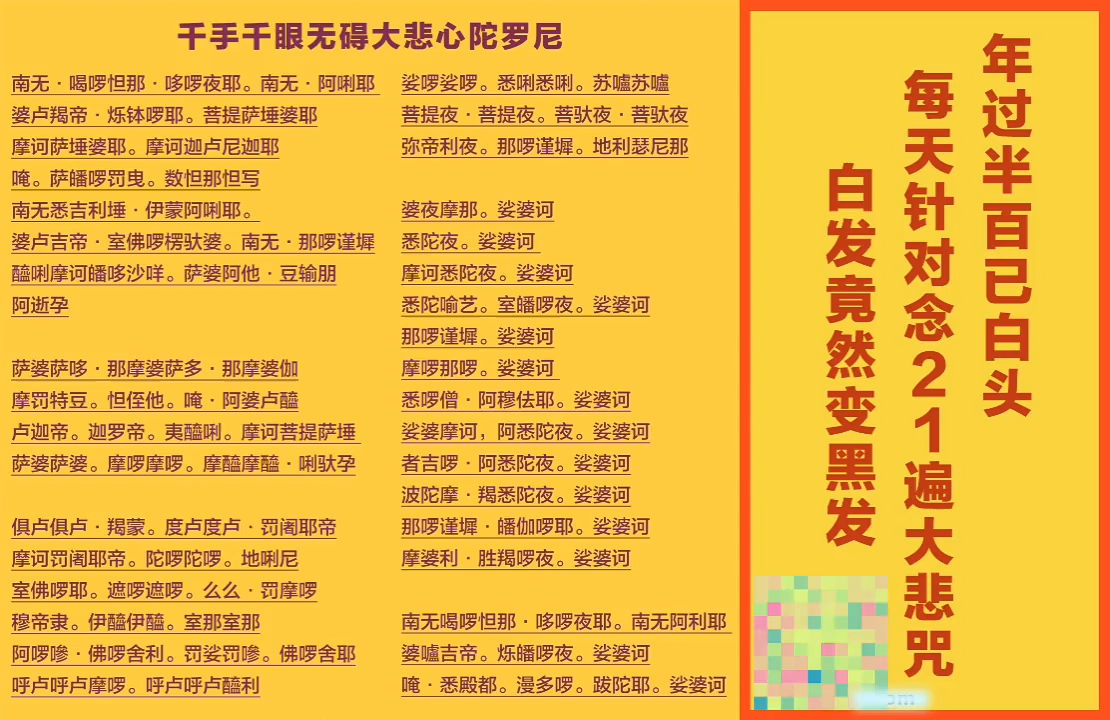 千手千眼无碍大悲心陀罗尼
南无·喝啰怛那·哆啰夜耶。南无·阿唎耶
婆卢羯帝·烁钵啰耶。菩提萨埵婆耶
摩诃萨埵婆耶。摩诃迦卢尼迦耶
唵。萨皤啰罚曳。数怛那怛写
南无悉吉利埵·伊蒙阿唎耶。
婆卢吉帝·室佛啰楞驮婆。南无·那啰谨墀
醯唎摩诃皤哆沙咩。萨婆阿他·豆输朋
阿逝孕
萨婆萨哆·那摩婆萨多·那摩婆伽
摩罚特豆。怛侄他。唵·阿婆卢醯
卢迦帝。迦罗帝。夷醯唎。摩诃菩提萨埵
萨婆萨婆。摩啰摩啰。摩醯摩醯·唎驮孕
俱卢俱卢·羯蒙。度卢度卢·罚阇耶帝
摩诃罚阇耶帝。陀啰陀啰。地唎尼
室佛啰耶。遮啰遮啰。么么·罚摩啰
穆帝隶。伊醯伊醯。室那室那
阿啰嘇·佛啰舍利。罚娑罚嘇。佛啰舍耶
呼卢呼卢摩啰。呼卢呼卢醯利
娑啰娑啰。悉唎悉唎。苏嚧苏嚧
菩提夜·菩提夜。菩驮夜·菩驮夜
弥帝利夜。那啰谨墀。地利瑟尼那
婆夜摩那。娑婆诃
悉陀夜。娑婆诃
摩诃悉陀夜。娑婆诃
悉陀喻艺。室皤啰夜。娑婆诃
那啰谨墀。娑婆诃
摩啰那啰。娑婆诃
悉啰僧·阿穆佉耶。娑婆诃
娑婆摩诃，阿悉陀夜。娑婆诃
者吉啰·阿悉陀夜。娑婆诃
波陀摩·羯悉陀夜。娑婆诃
那啰谨墀·皤伽啰耶。娑婆诃
摩婆利·胜羯啰夜。娑婆诃
南无喝啰怛那·哆啰夜耶。南无阿利耶
婆嚧吉帝。烁皤啰夜。娑婆诃
唵·悉殿都。漫多啰。跋陀耶。娑婆诃
年过半百已白头
每天针对念21遍大悲咒
白发竟然变黑发